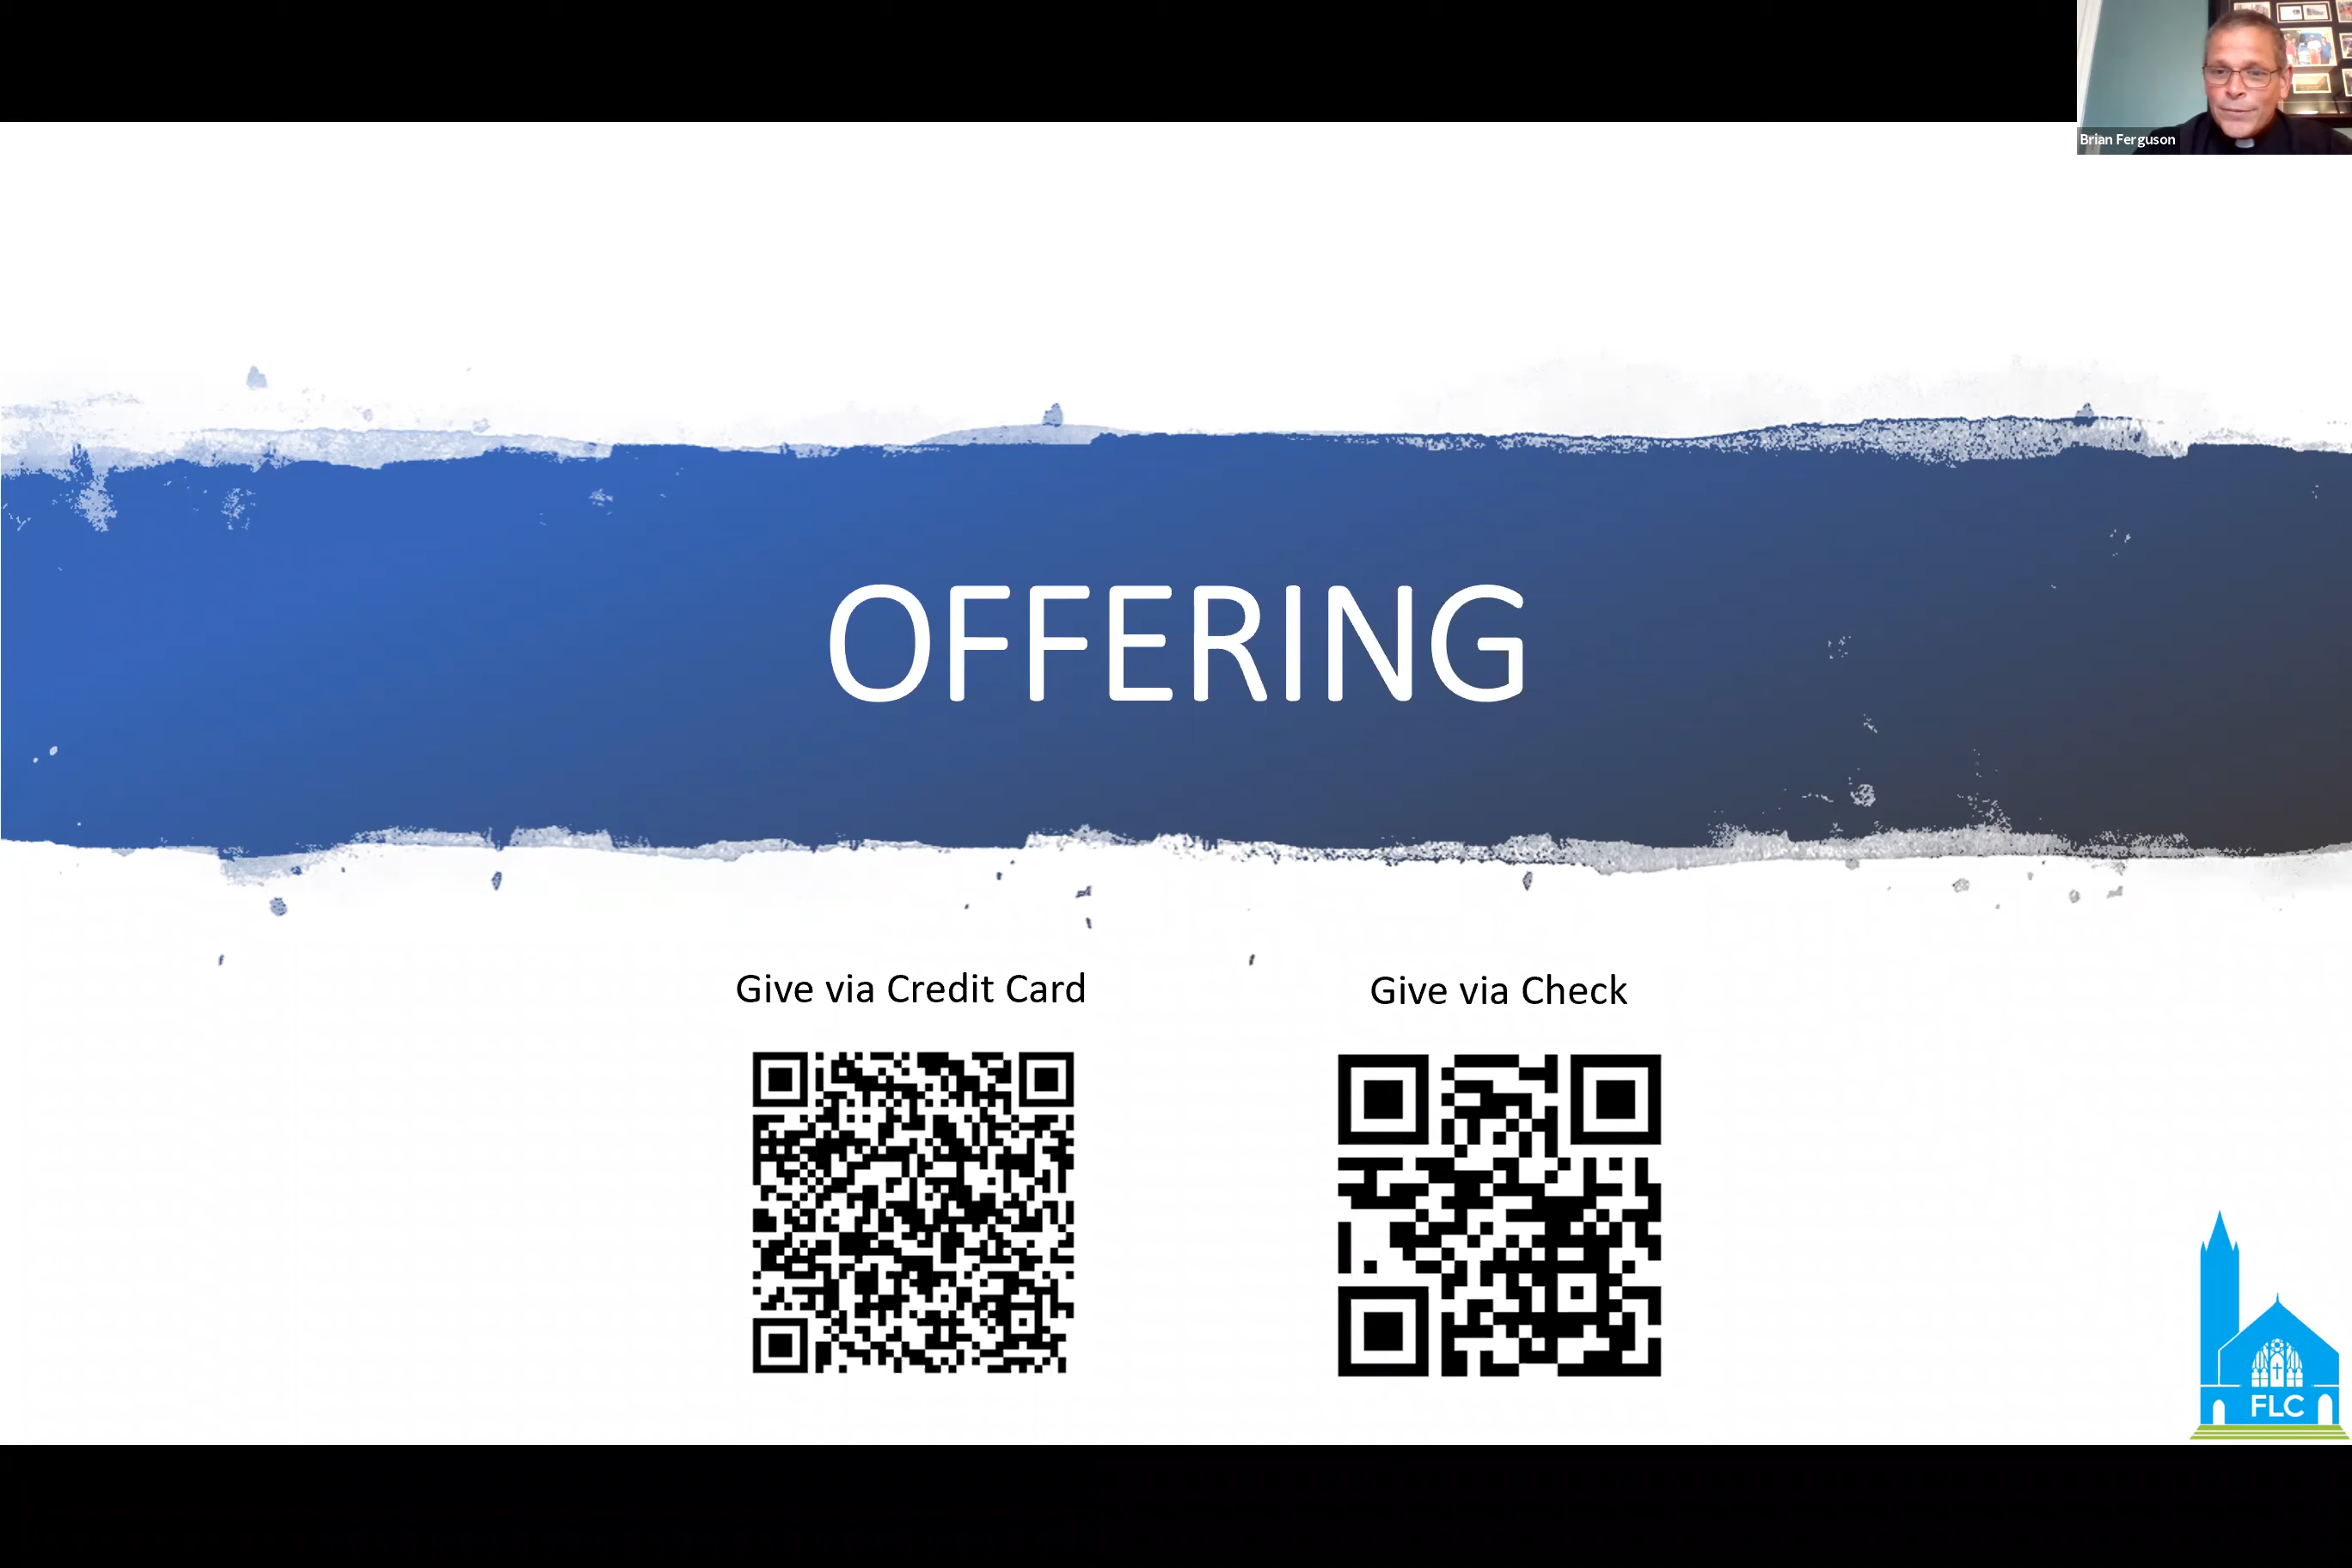 Brian Ferguson
OFFERING
Give via Credit Card
Give via Check
FLC